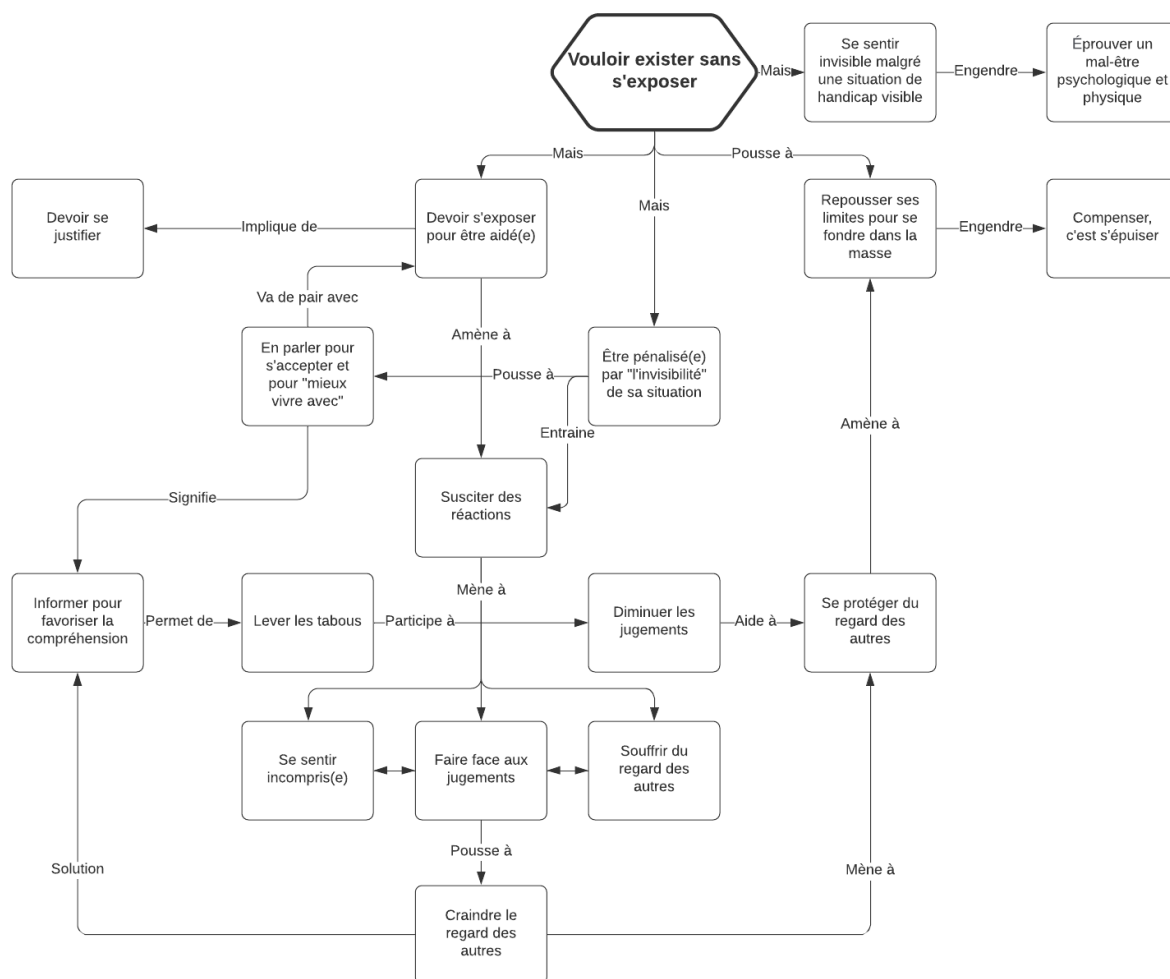 Vouloir exister sans
s'exposer
Mais
Se sentir
invisible malgré
une situation de
handicap visible
Engendre
Éprouver un
mal-être
psychologique et
physique
Mais
Pousse à
Mais
Devoir se
justifier
Implique de
Devoir s'exposer
pour être aidé(e)
Repousser ses
limites pour se
fondre dans la
masse
Engendre
Compenser,
c'est s'épuiser
Va de pair avec
Amène à
En parler pour
s'accepter et
pour "mieux
vivre avec"
Pousse à
Être pénalisé(e)
par "l'invisibilité"
de sa situation
Entraine
Amène à
Signifie
Susciter des
réactions
Mène à
Informer pour
favoriser la
compréhension
Permet de
Lever les tabous
Participe à
Diminuer les
jugements
Aide à
Se protéger du
regard des
autres
Se sentir
incompris(e)
Faire face aux
jugements
Souffrir du
regard des
autres
Pousse à
Solution
Mène à
Craindre le
regard des
autres